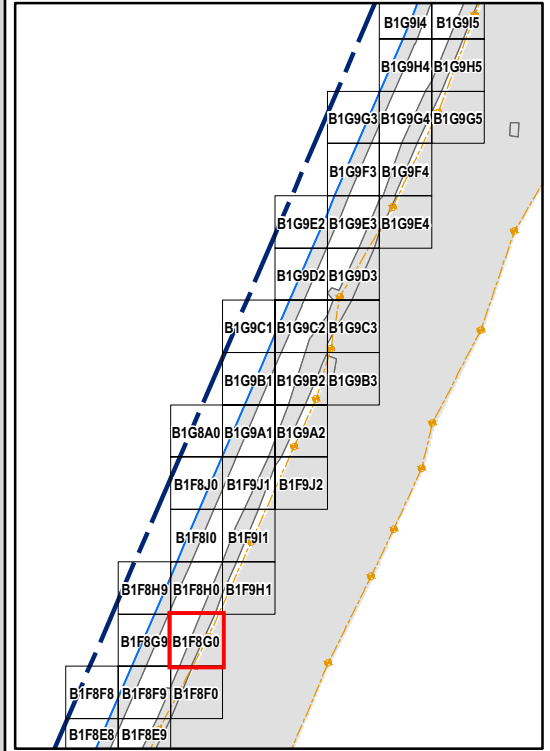 B1G9I4 B1G9I5
B1G9H4 B1G9H5
B1G9G3 B1G9G4 B1G9G5
B1G9F3 B1G9F4
B1G9E2 B1G9E3 B1G9E4
B1G9D2 B1G9D3
B1G9C1 B1G9C2 B1G9C3
B1G9B1 B1G9B2 B1G9B3
B1G8A0 B1G9A1 B1G9A2
B1F8J0 B1F9J1 B1F9J2
B1F8I0 B1F9I1
B1F8H9 B1F8H0 B1F9H1
B1F8G9 B1F8G0
B1F8F8 B1F8F9 B1F8F0
B1F8E8 B1F8E9